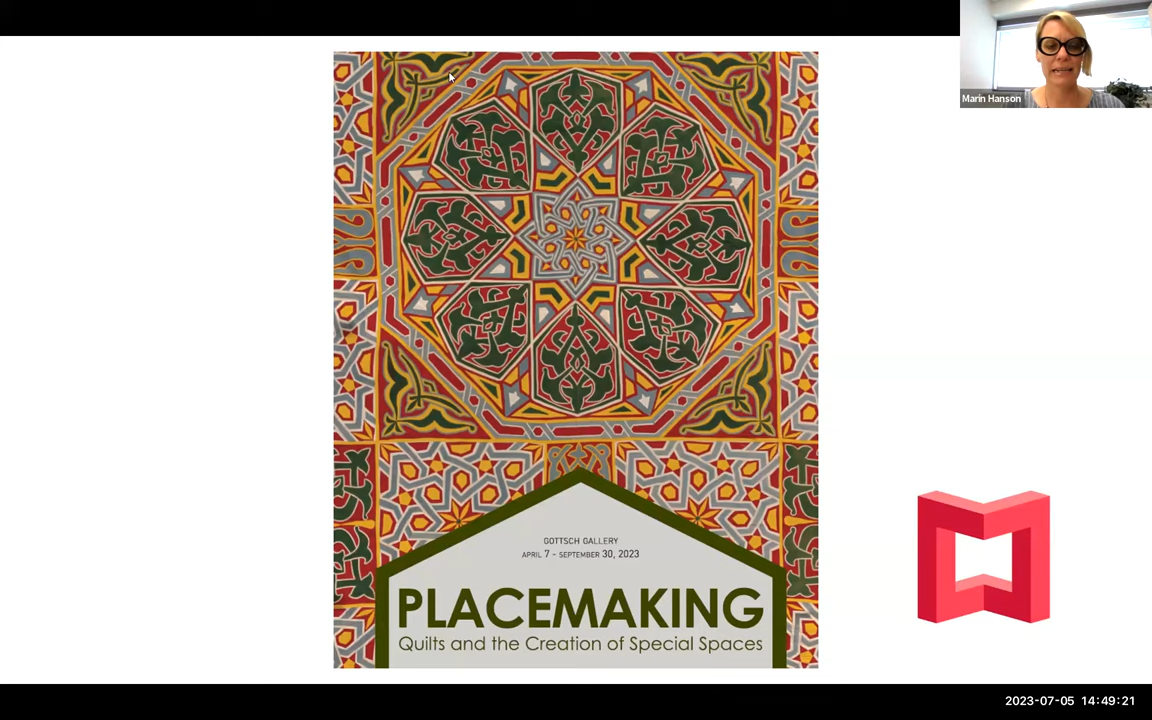 Marin Hanson
GOTTSCH GALLERY
APRIL 7 - SEPTEMBER 30, 2023
PLACEMAKING
Quilts and the Creation of Special Spaces
2023-07-05 14:49:21